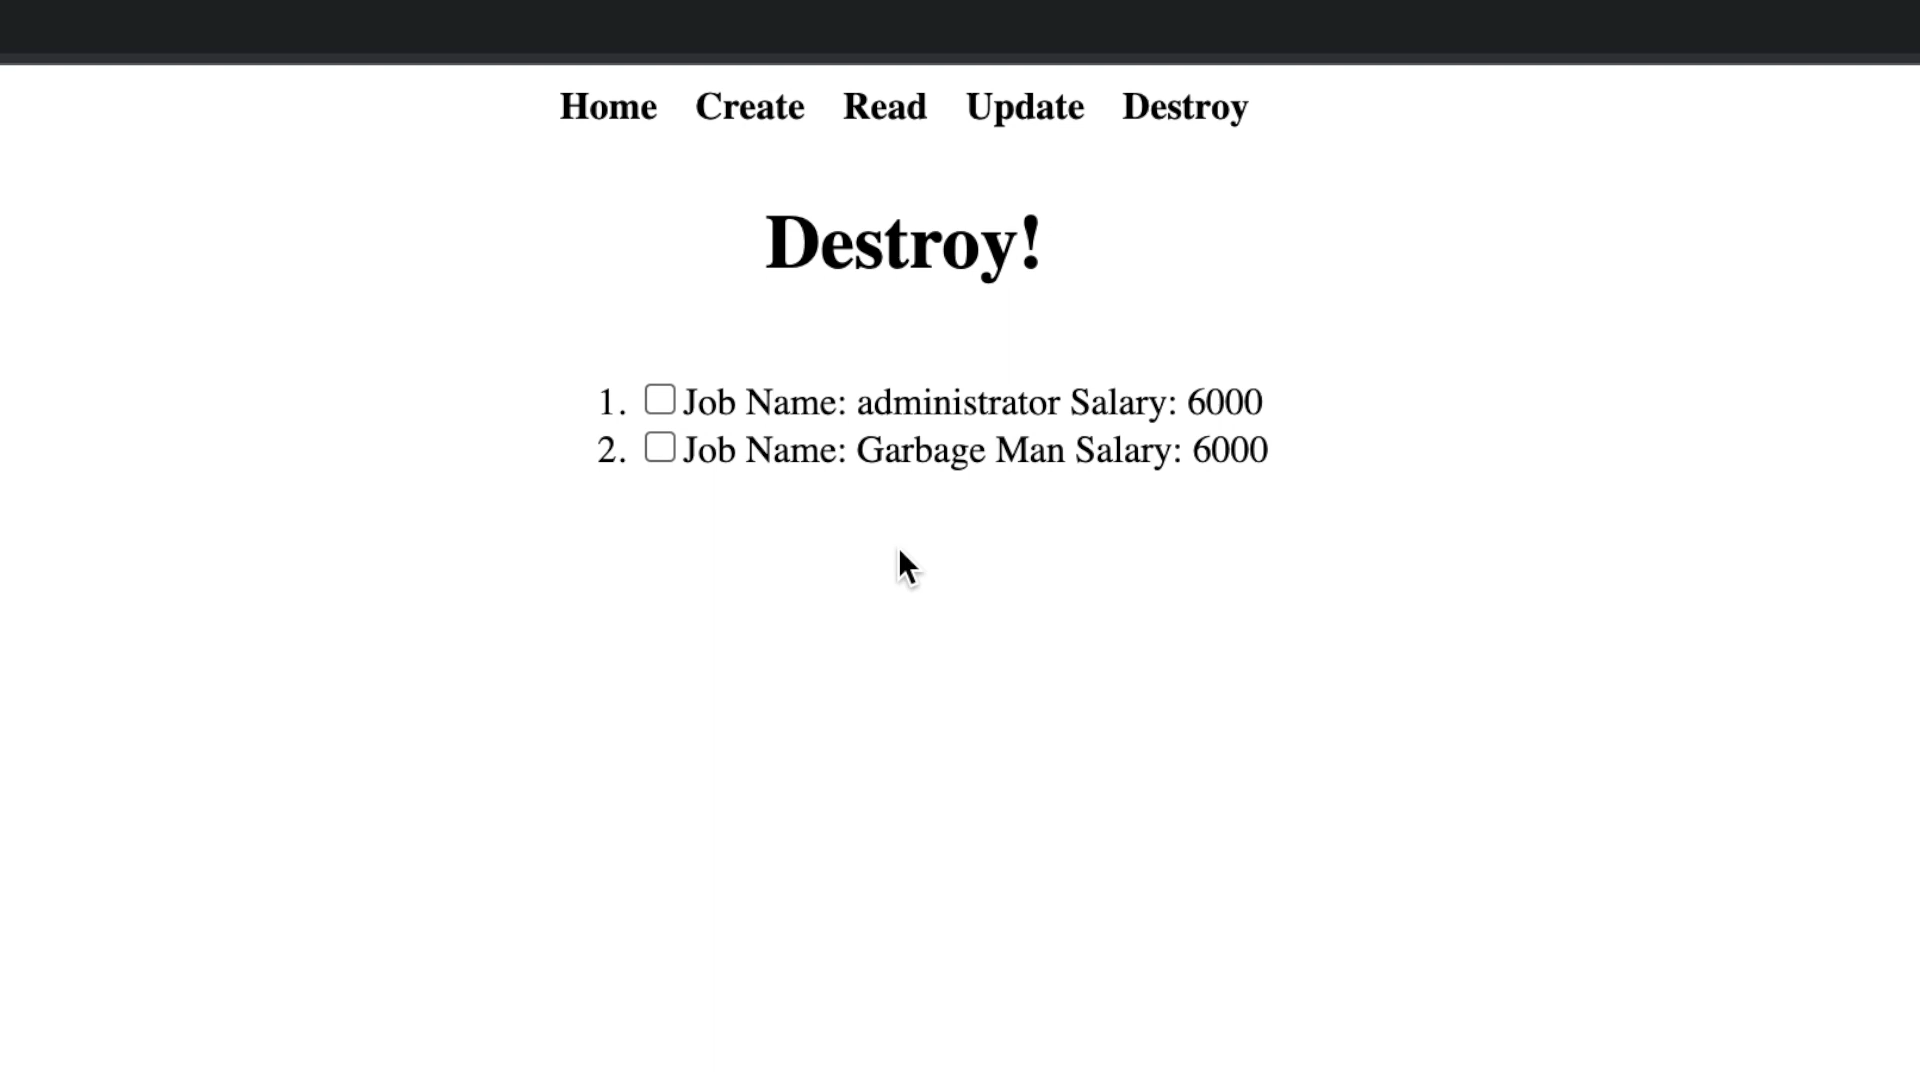 Home Create Read Update Destroy
Destroy!
1. Job Name: administrator Salary: 6000
2. Job Name: Garbage Man Salary: 6000